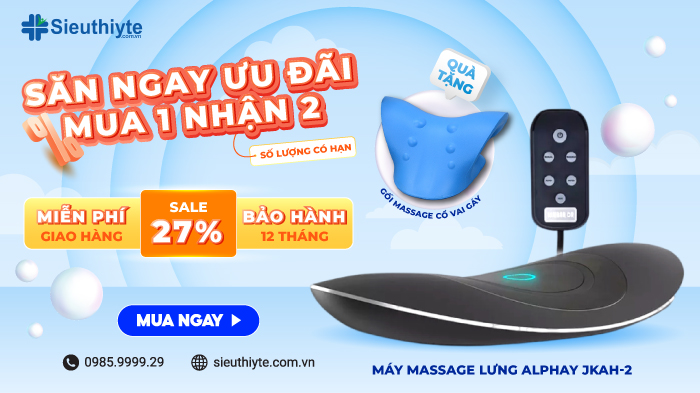 Sieuthiyte
.com.vn
SĂN NGAY ƯU ĐÃI
% MUA 1 NHẬN 2
SỐ LƯỢNG CÓ HẠN
QUÀ
TẶNG
GỐI MASSAGE CỔ VAI GÁY
MIỄN PHÍ
GIAO HÀNG
SALE
27%
BẢO HÀNH
12 THÁNG
MUA NGAY
0985.9999.29
sieuthiyte.com.vn
MÁY MASSAGE LƯNG ALPHAY JKAH-2